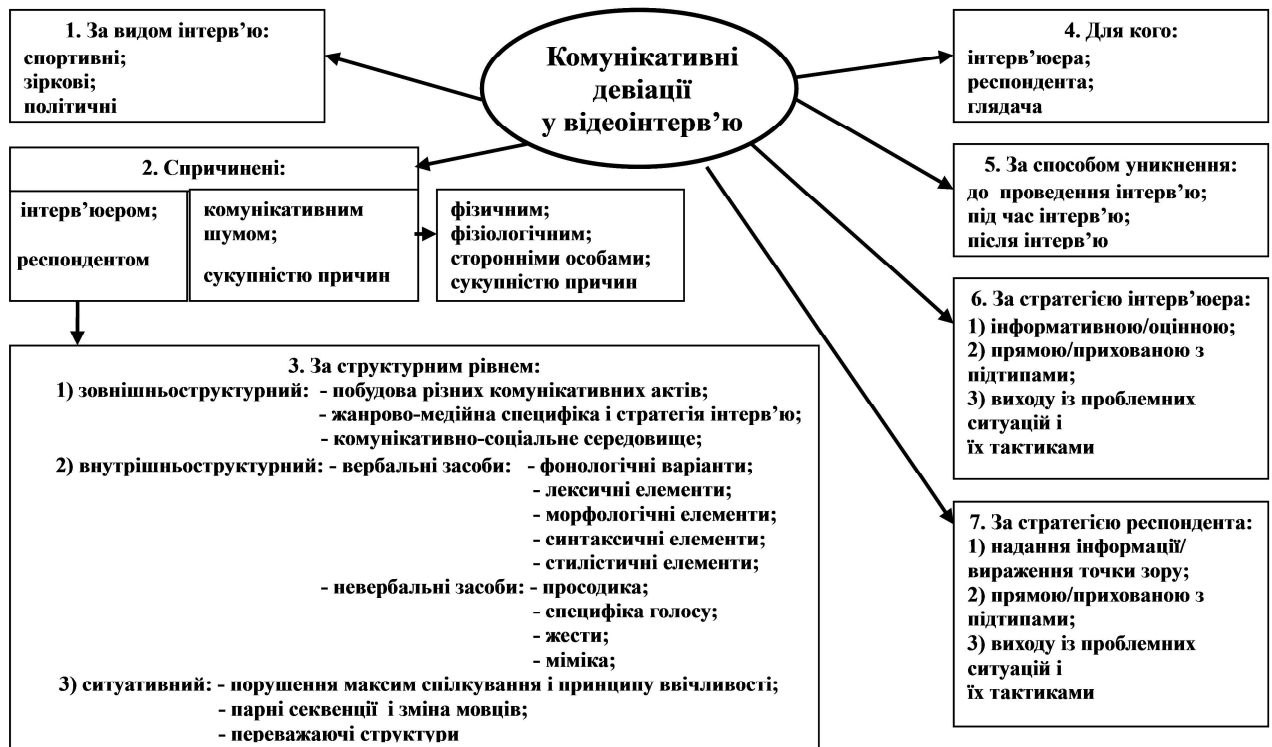 Комунікативні
девіації
у відеоінтерв’ю
1. За видом інтерв’ю:
спортивні;
зіркові;
політичні
2. Спричинені:
інтерв’юером;
респондентом
комунікативним
шумом;
сукупністю причин
фізичним;
фізіологічним;
сторонніми особами;
сукупністю причин
3. За структурним рівнем:
1) зовнішньоструктурний: - побудова різних комунікативних актів;
- жанрово-медійна специфіка і стратегія інтерв’ю;
- комунікативно-соціальне середовище;
2) внутрішньоструктурний: - вербальні засоби: - фонологічні варіанти;
- лексичні елементи;
- морфологічні елементи;
- синтаксичні елементи;
- стилістичні елементи;
- невербальні засоби: - просодика;
- специфіка голосу;
- жести;
- міміка;
3) ситуативний: - порушення максим спілкування і принципу ввічливості;
- парні секвенції і зміна мовців;
- переважаючі структури
4. Для кого:
інтерв’юера;
респондента;
глядача
5. За способом уникнення:
до проведення інтерв’ю;
під час інтерв’ю;
після інтерв’ю
6. За стратегією інтерв’юера:
1) інформативною/оцінною;
2) прямою/прихованою з
підтипами;
3) виходу із проблемних
ситуацій і
їх тактиками
7. За стратегією респондента:
1) надання інформації/
вираження точки зору;
2) прямою/прихованою з
підтипами;
3) виходу із проблемних
ситуацій і
їх тактиками